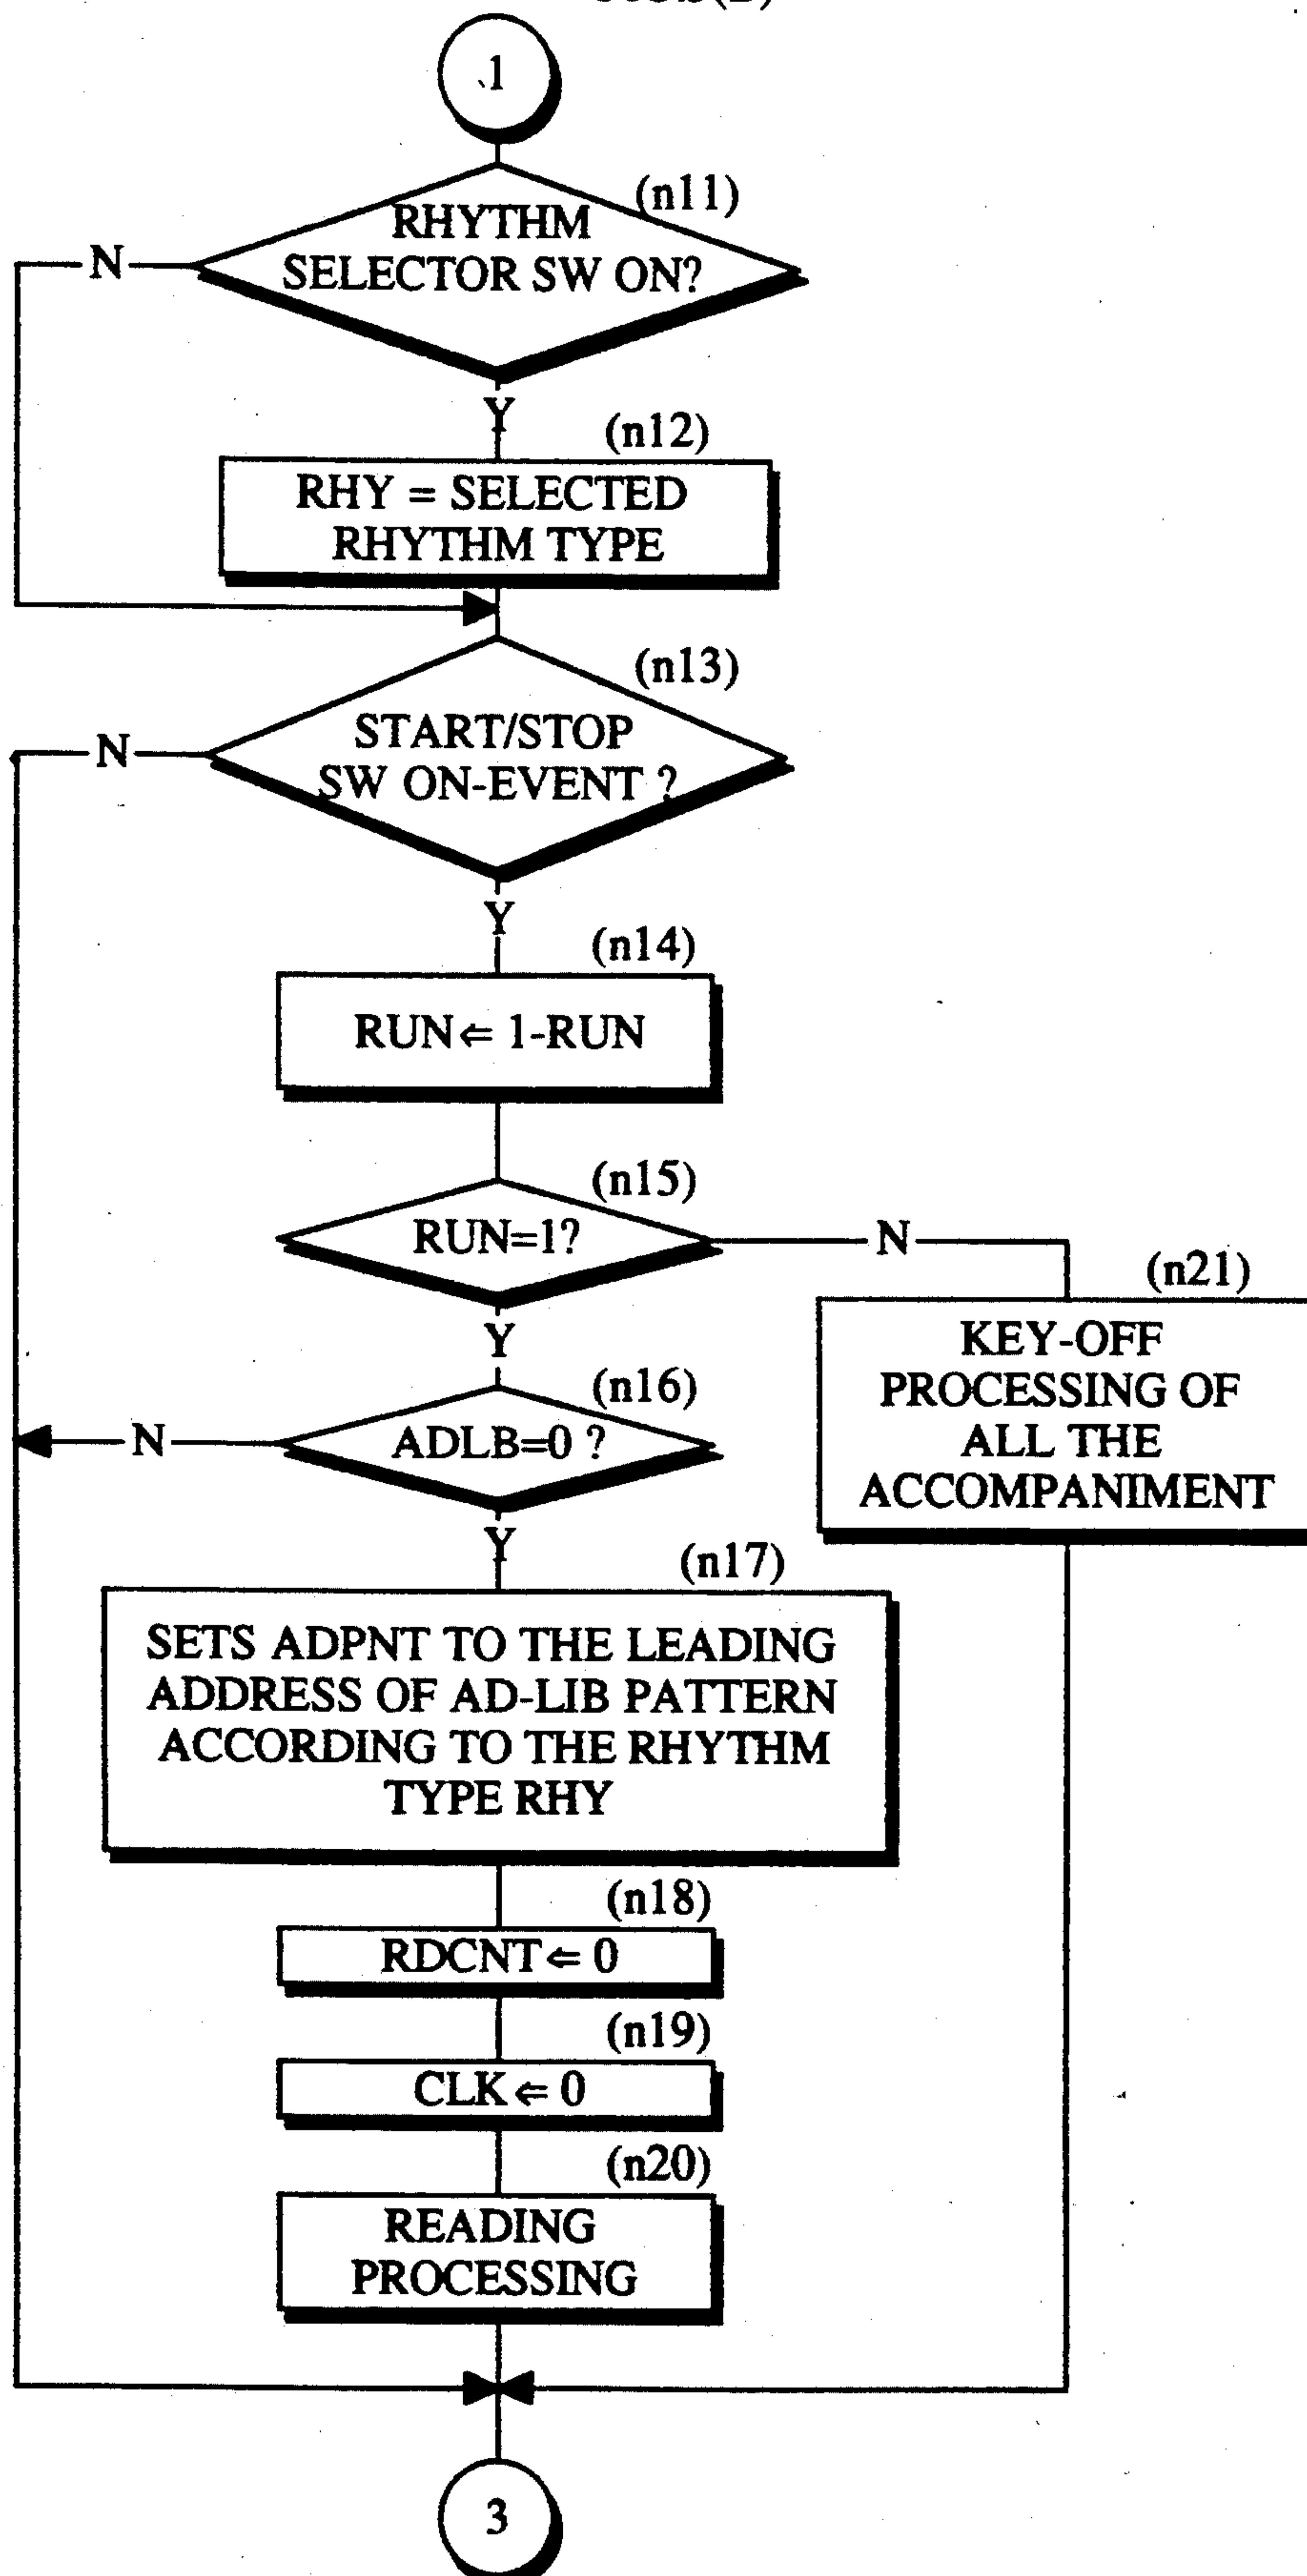 1
(n11)
RHYTHM
SELECTOR SW ON?
N
Y
(n12)
RHY = SELECTED
RHYTHM TYPE
(n13)
START/STOP
SW ON-EVENT ?
N
Y
(n14)
RUN⇐ 1-RUN
(n15)
RUN=1?
N
Y
(n21)
KEY-OFF
PROCESSING OF
ALL THE
ACCOMPANIMENT
(n16)
ADLB=0 ?
N
Y
(n17)
SETS ADPNT TO THE LEADING
ADDRESS OF AD-LIB PATTERN
ACCORDING TO THE RHYTHM
TYPE RHY
(n18)
RDCNT⇐ 0
(n19)
CLK⇐ 0
(n20)
READING
PROCESSING
3